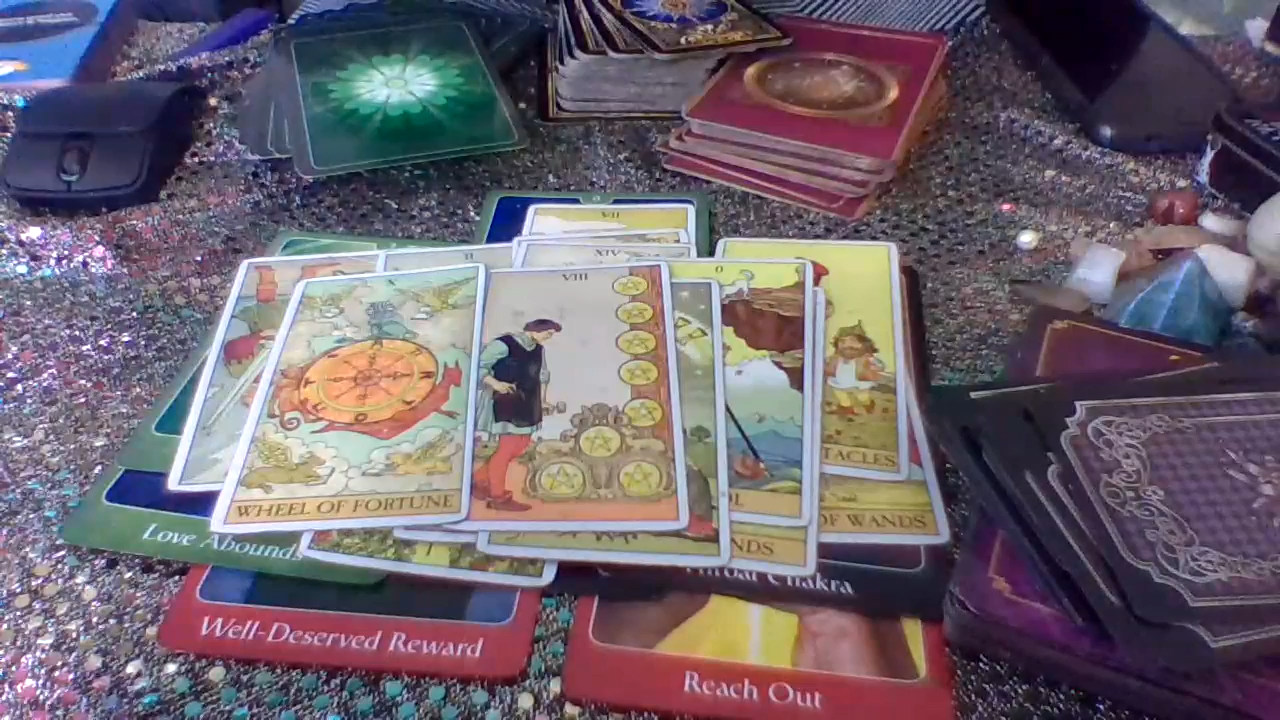 VII
XIV
II
VIII
0
TACLES
WHEEL OF FORTUNE
OF WANDS
L
NDS
I
Love Abounds
Throat Chakra
Well-Deserved Reward
Reach Out